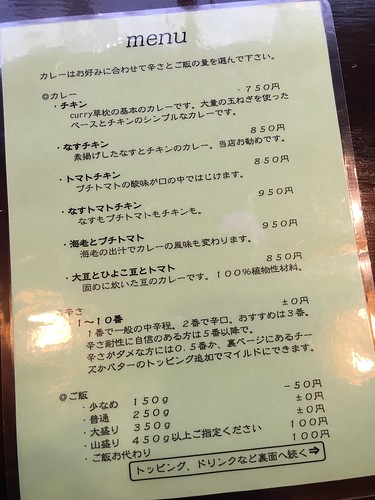 menu
カレーはお好みに合わせて辛さとご飯の量を選んで下さい。
◎カレー
・チキン ・750円
curry草枕の基本のカレーです。大量の玉ねぎを使った
ベースとチキンのシンプルなカレーです。
・なすチキン 850円
素揚げしたなすとチキンのカレー。当店お勧めです。
・トマトチキン 850円
プチトマトの酸味が口の中ではじけます。
・なすトマトチキン 950円
なすもプチトマトもチキンも。
・海老とプチトマト 950円
海老の出汁でカレーの風味も変わります。
・大豆とひよこ豆とトマト 850円
固めに炊いた豆のカレーです。100%植物性材料。
辛さ
1〜10番 ±0円
1番で一般の中辛程。2番で辛口。おすすめは3番。
辛さ耐性に自信のある方は5番以降で。
辛さがダメな方には0.5番か、裏ページにあるチー
ズかバターのトッピング追加でマイルドにできます。
◎ご飯
・少なめ 150g −50円
・普通 250g ±0円
・大盛り 350g ±0円
・山盛り 450g以上ご指定ください 100円
・ご飯お代わり 100円
トッピング、ドリンクなど裏面へ続く⇒